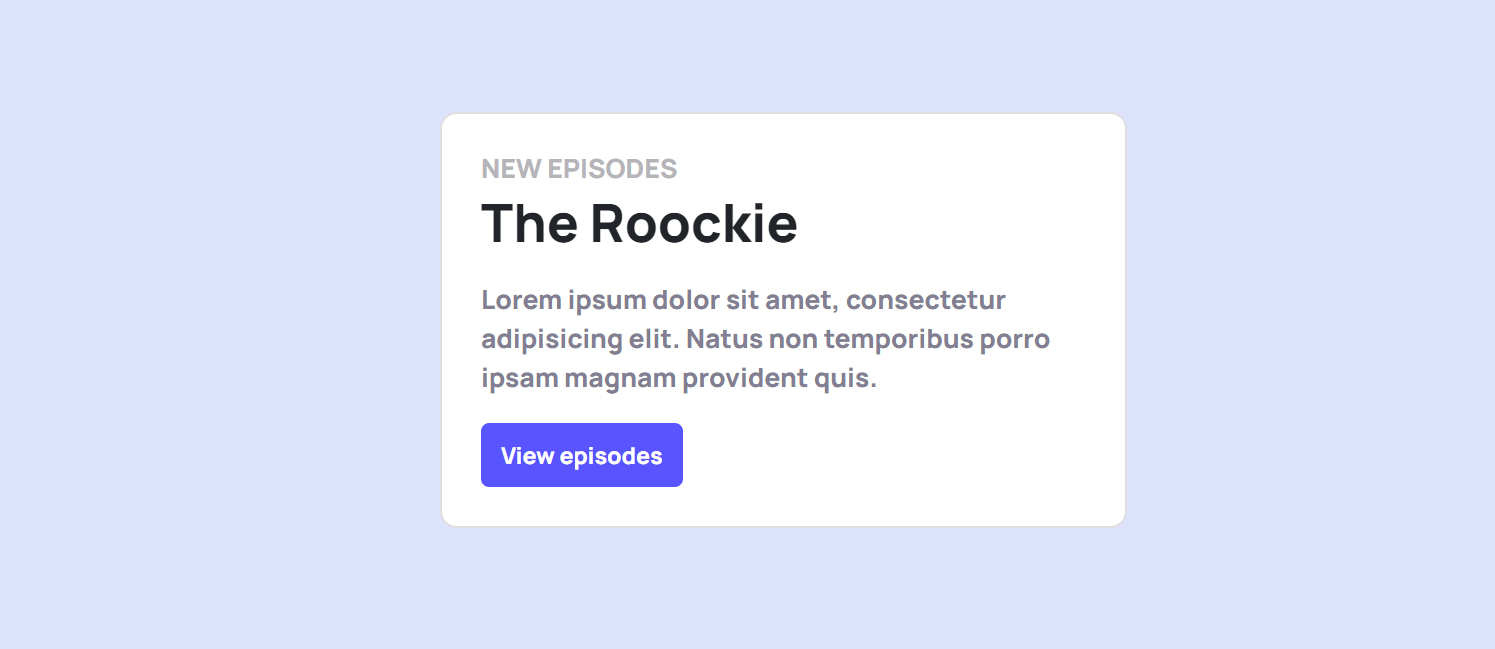 NEW EPISODES
The Roockie
Lorem ipsum dolor sit amet, consectetur
adipisicing elit. Natus non temporibus porro
ipsam magnam provident quis.
View episodes